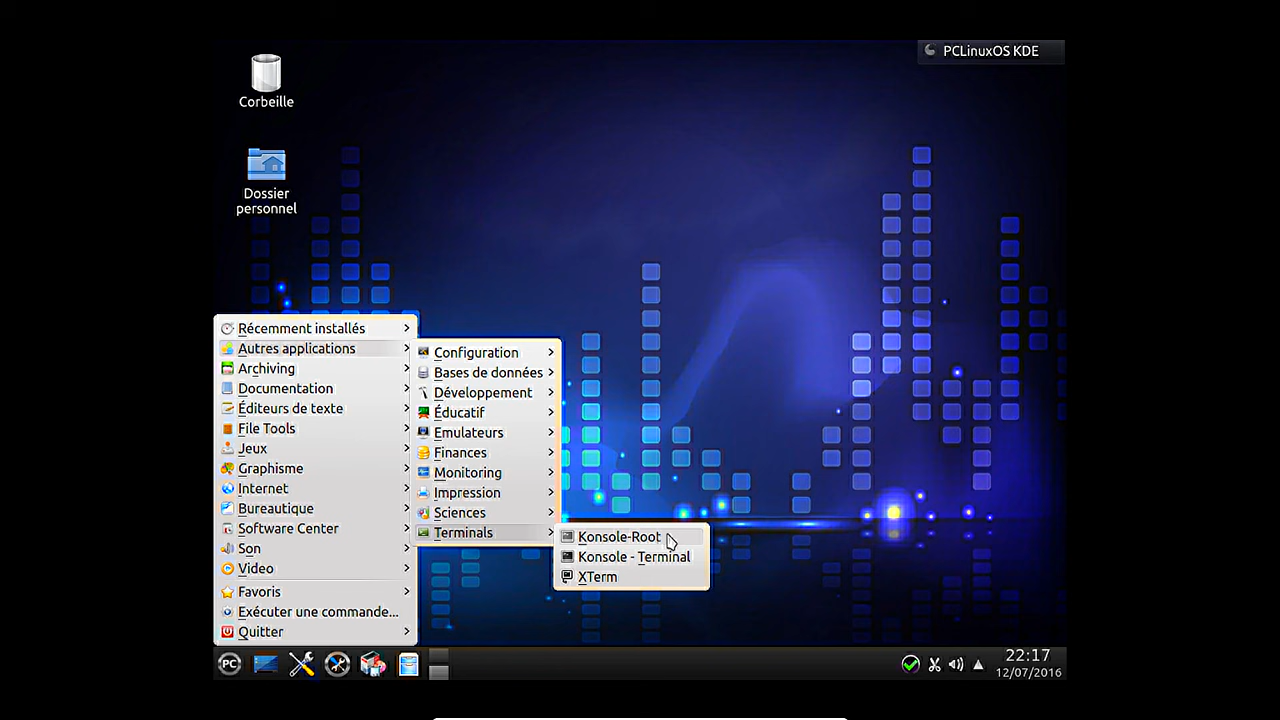 PCLinuxOS KDE
Corbeille
Dossier
personnel
Récemment installés
Autres applications
Archiving
Documentation
Éditeurs de texte
File Tools
Jeux
Graphisme
Internet
Bureautique
Software Center
Son
Video
Favoris
Exécuter une commande...
Quitter
Configuration
Bases de données
Développement
Éducatif
Emulateurs
Finances
Monitoring
Impression
Sciences
Terminals
Konsole-Root
Konsole - Terminal
XTerm
PC
22:17
12/07/2016